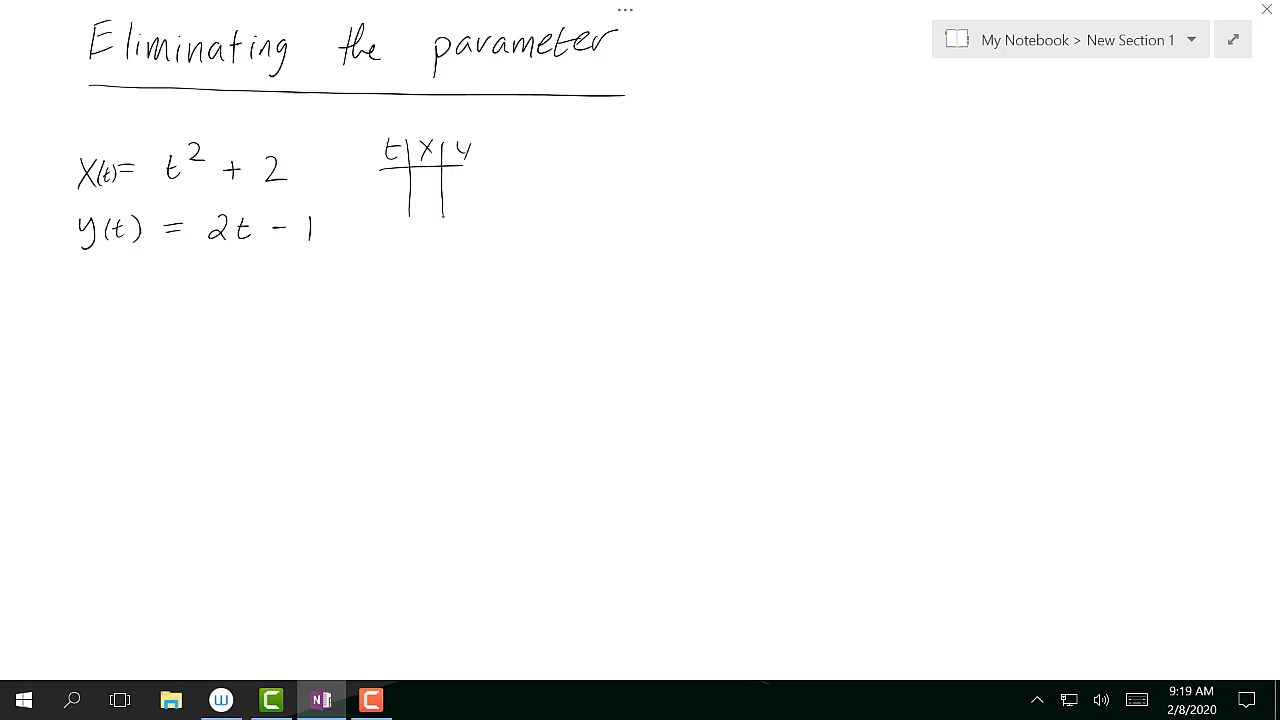 Eliminating the parameter
My Notebook > New Section 1
x(t)= t² + 2
t x y
y(t) = 2t - 1
9:19 AM
2/8/2020